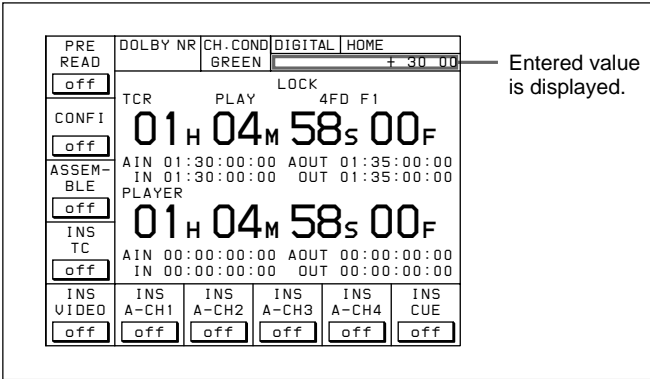 PRE READ
off
CONFI
off
ASSEM-
BLE
off
INS
TC
off
DOLBY NR CH.COND DIGITAL HOME
GREEN + 30 00
LOCK
TCR PLAY 4FD F1
01H 04M 58S 00F
AIN 01:30:00:00 AOUT 01:35:00:00
IN 01:30:00:00 OUT 01:35:00:00
PLAYER
01H 04M 58S 00F
AIN 00:00:00:00 AOUT 00:00:00:00
IN 00:00:00:00 OUT 00:00:00:00
INS VIDEO
off
INS A-CH1
off
INS A-CH2
off
INS A-CH3
off
INS A-CH4
off
INS CUE
off
Entered value
is displayed.